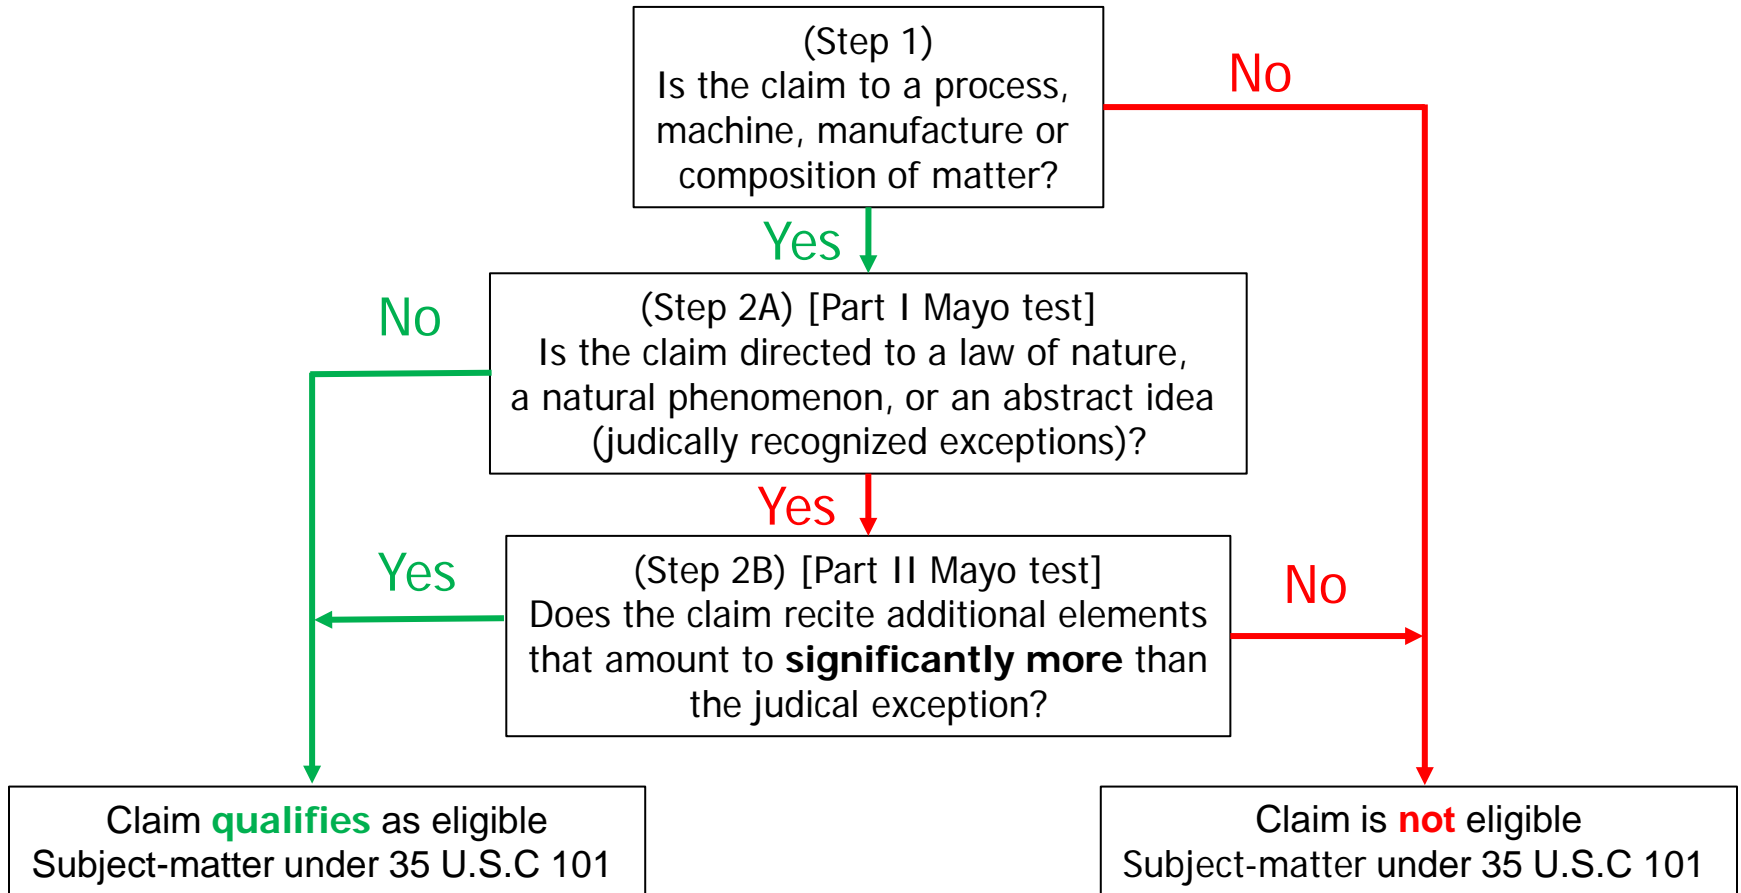 (Step 1)
Is the claim to a process,
machine, manufacture or
composition of matter?
No
Yes
No
(Step 2A) [Part I Mayo test]
Is the claim directed to a law of nature,
a natural phenomenon, or an abstract idea
(judically recognized exceptions)?
Yes
Yes
(Step 2B) [Part II Mayo test]
Does the claim recite additional elements
that amount to significantly more than
the judical exception?
No
Claim qualifies as eligible
Subject-matter under 35 U.S.C 101
Claim is not eligible
Subject-matter under 35 U.S.C 101